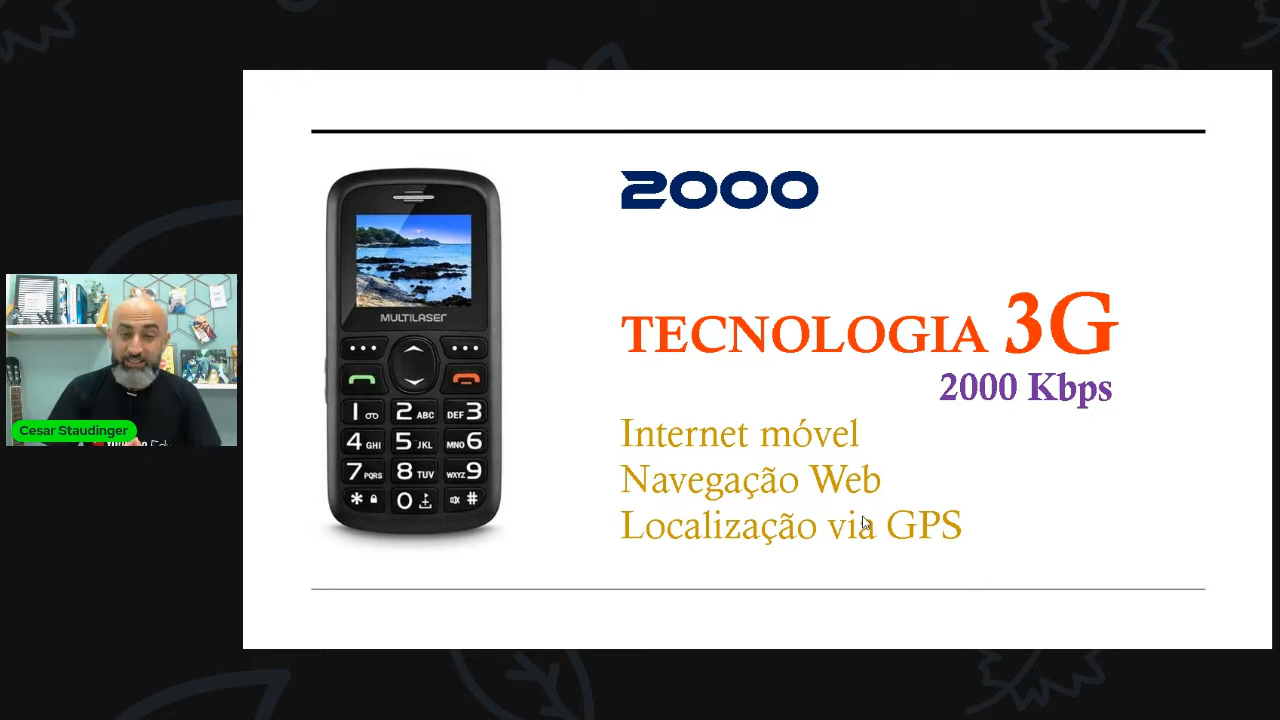 2000
TECNOLOGIA 3G
2000 Kbps
Internet móvel
Navegação Web
Localização via GPS
MULTILASER
1
2 ABC
DEF 3
4 GHI
5 JKL
MNO 6
7 PQRS
8 TUV
WXYZ 9
*
0
#
Cesar Staudinger